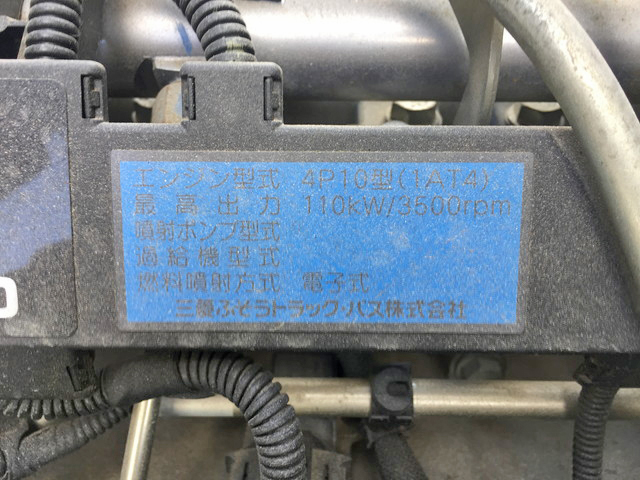 エンジン型式 4P10型(1AT4)
最高出力 110kW/3500rpm
噴射ポンプ型式
過給機型式
燃料噴射方式 電子式
三菱ふそうトラック・バス株式会社